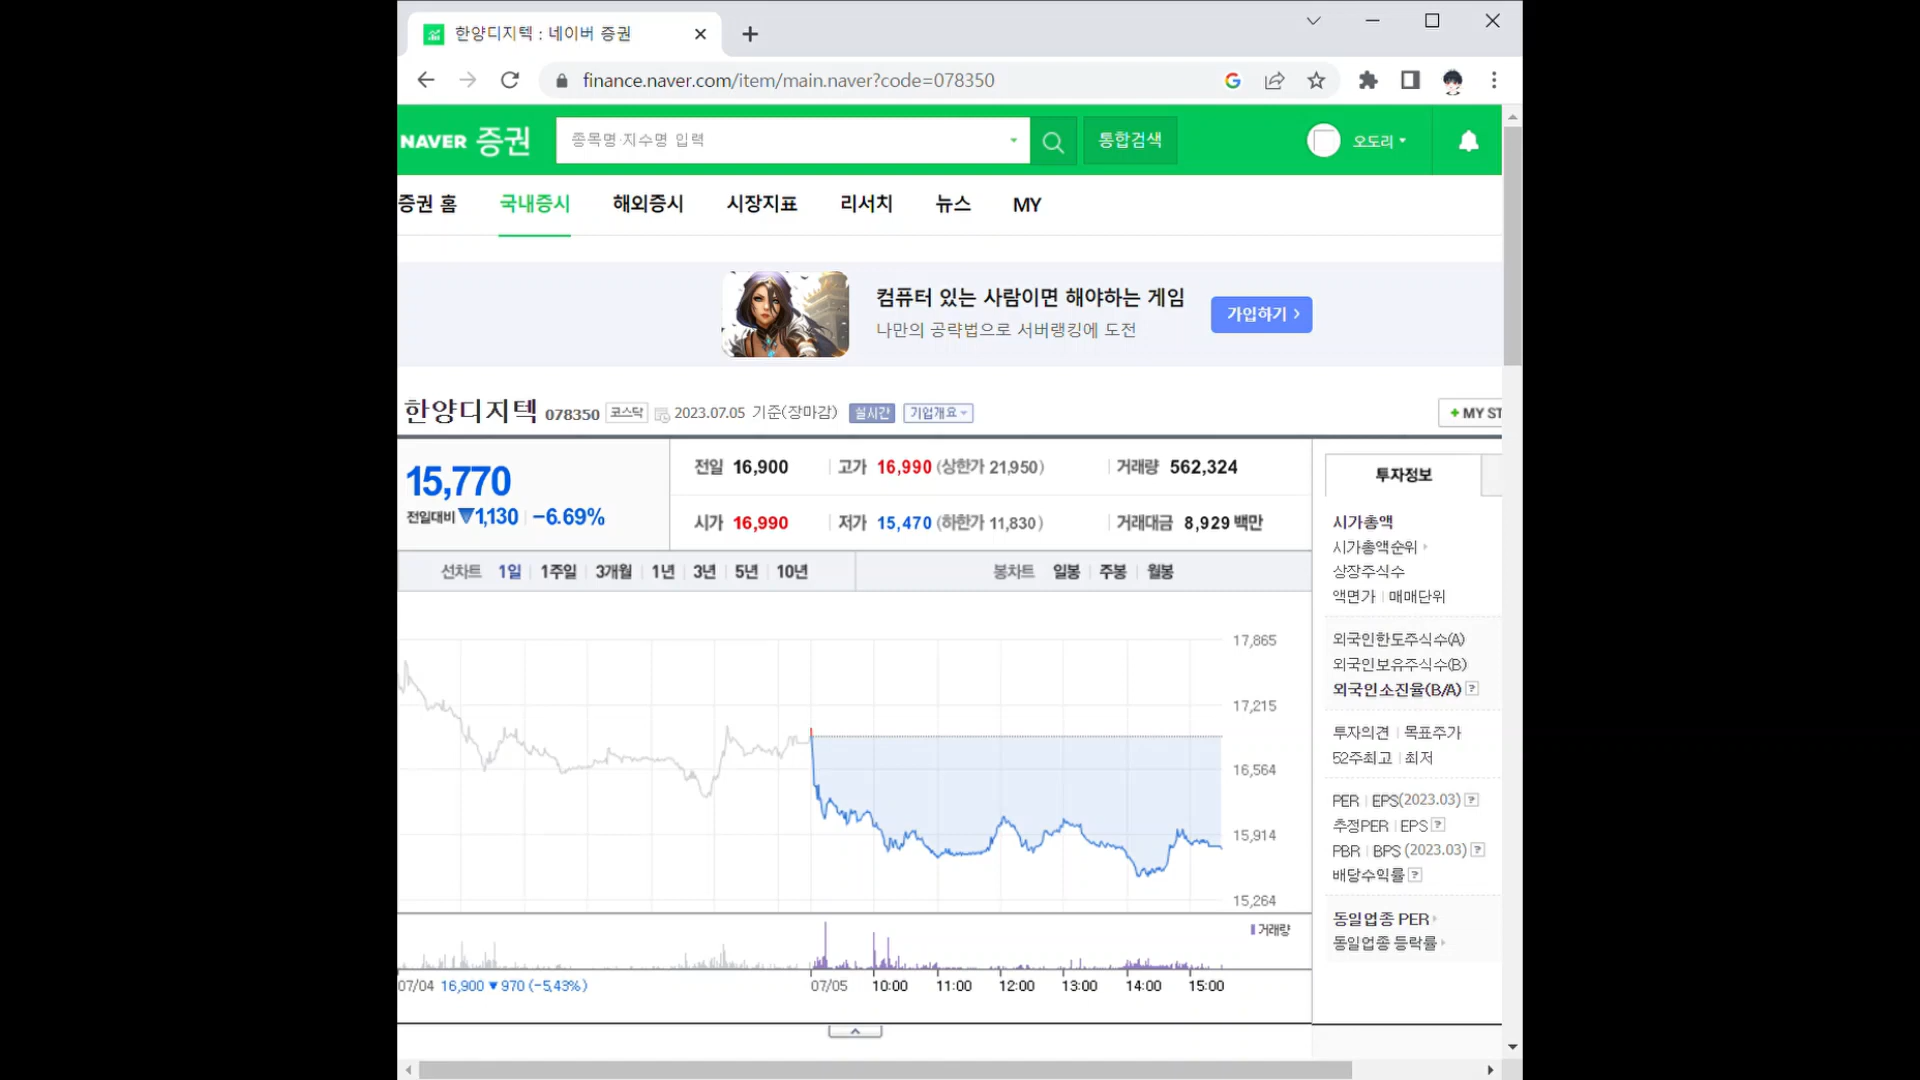 한양디지텍 : 네이버 증권
finance.naver.com/item/main.naver?code=078350
NAVER 증권
종목명·지수명 입력
통합검색
오도리
증권 홈 국내증시 해외증시 시장지표 리서치 뉴스 MY
컴퓨터 있는 사람이면 해야하는 게임
나만의 공략법으로 서버랭킹에 도전
가입하기 >
한양디지텍 078350 코스닥 2023.07.05 기준(장마감) 실시간 기업개요
+ MY ST
15,770
전일대비 ▼1,130 | -6.69%
전일 16,900 | 고가 16,990 (상한가 21,950) | 거래량 562,324
시가 16,990 | 저가 15,470 (하한가 11,830) | 거래대금 8,929 백만
선차트 1일 1주일 3개월 1년 3년 5년 10년
봉차트 일봉 주봉 월봉
17,865
17,215
16,564
15,914
15,264
거래량
07/04 16,900 ▼ 970 (-5,43%)
07/05 10:00 11:00 12:00 13:00 14:00 15:00
투자정보
시가총액
시가총액순위
상장주식수
액면가 | 매매단위
외국인한도주식수(A)
외국인보유주식수(B)
외국인소진율(B/A) ?
투자의견 | 목표주가
52주최고 | 최저
PER | EPS(2023.03) ?
추정PER | EPS ?
PBR | BPS (2023.03) ?
배당수익률 ?
동일업종 PER
동일업종 등락률